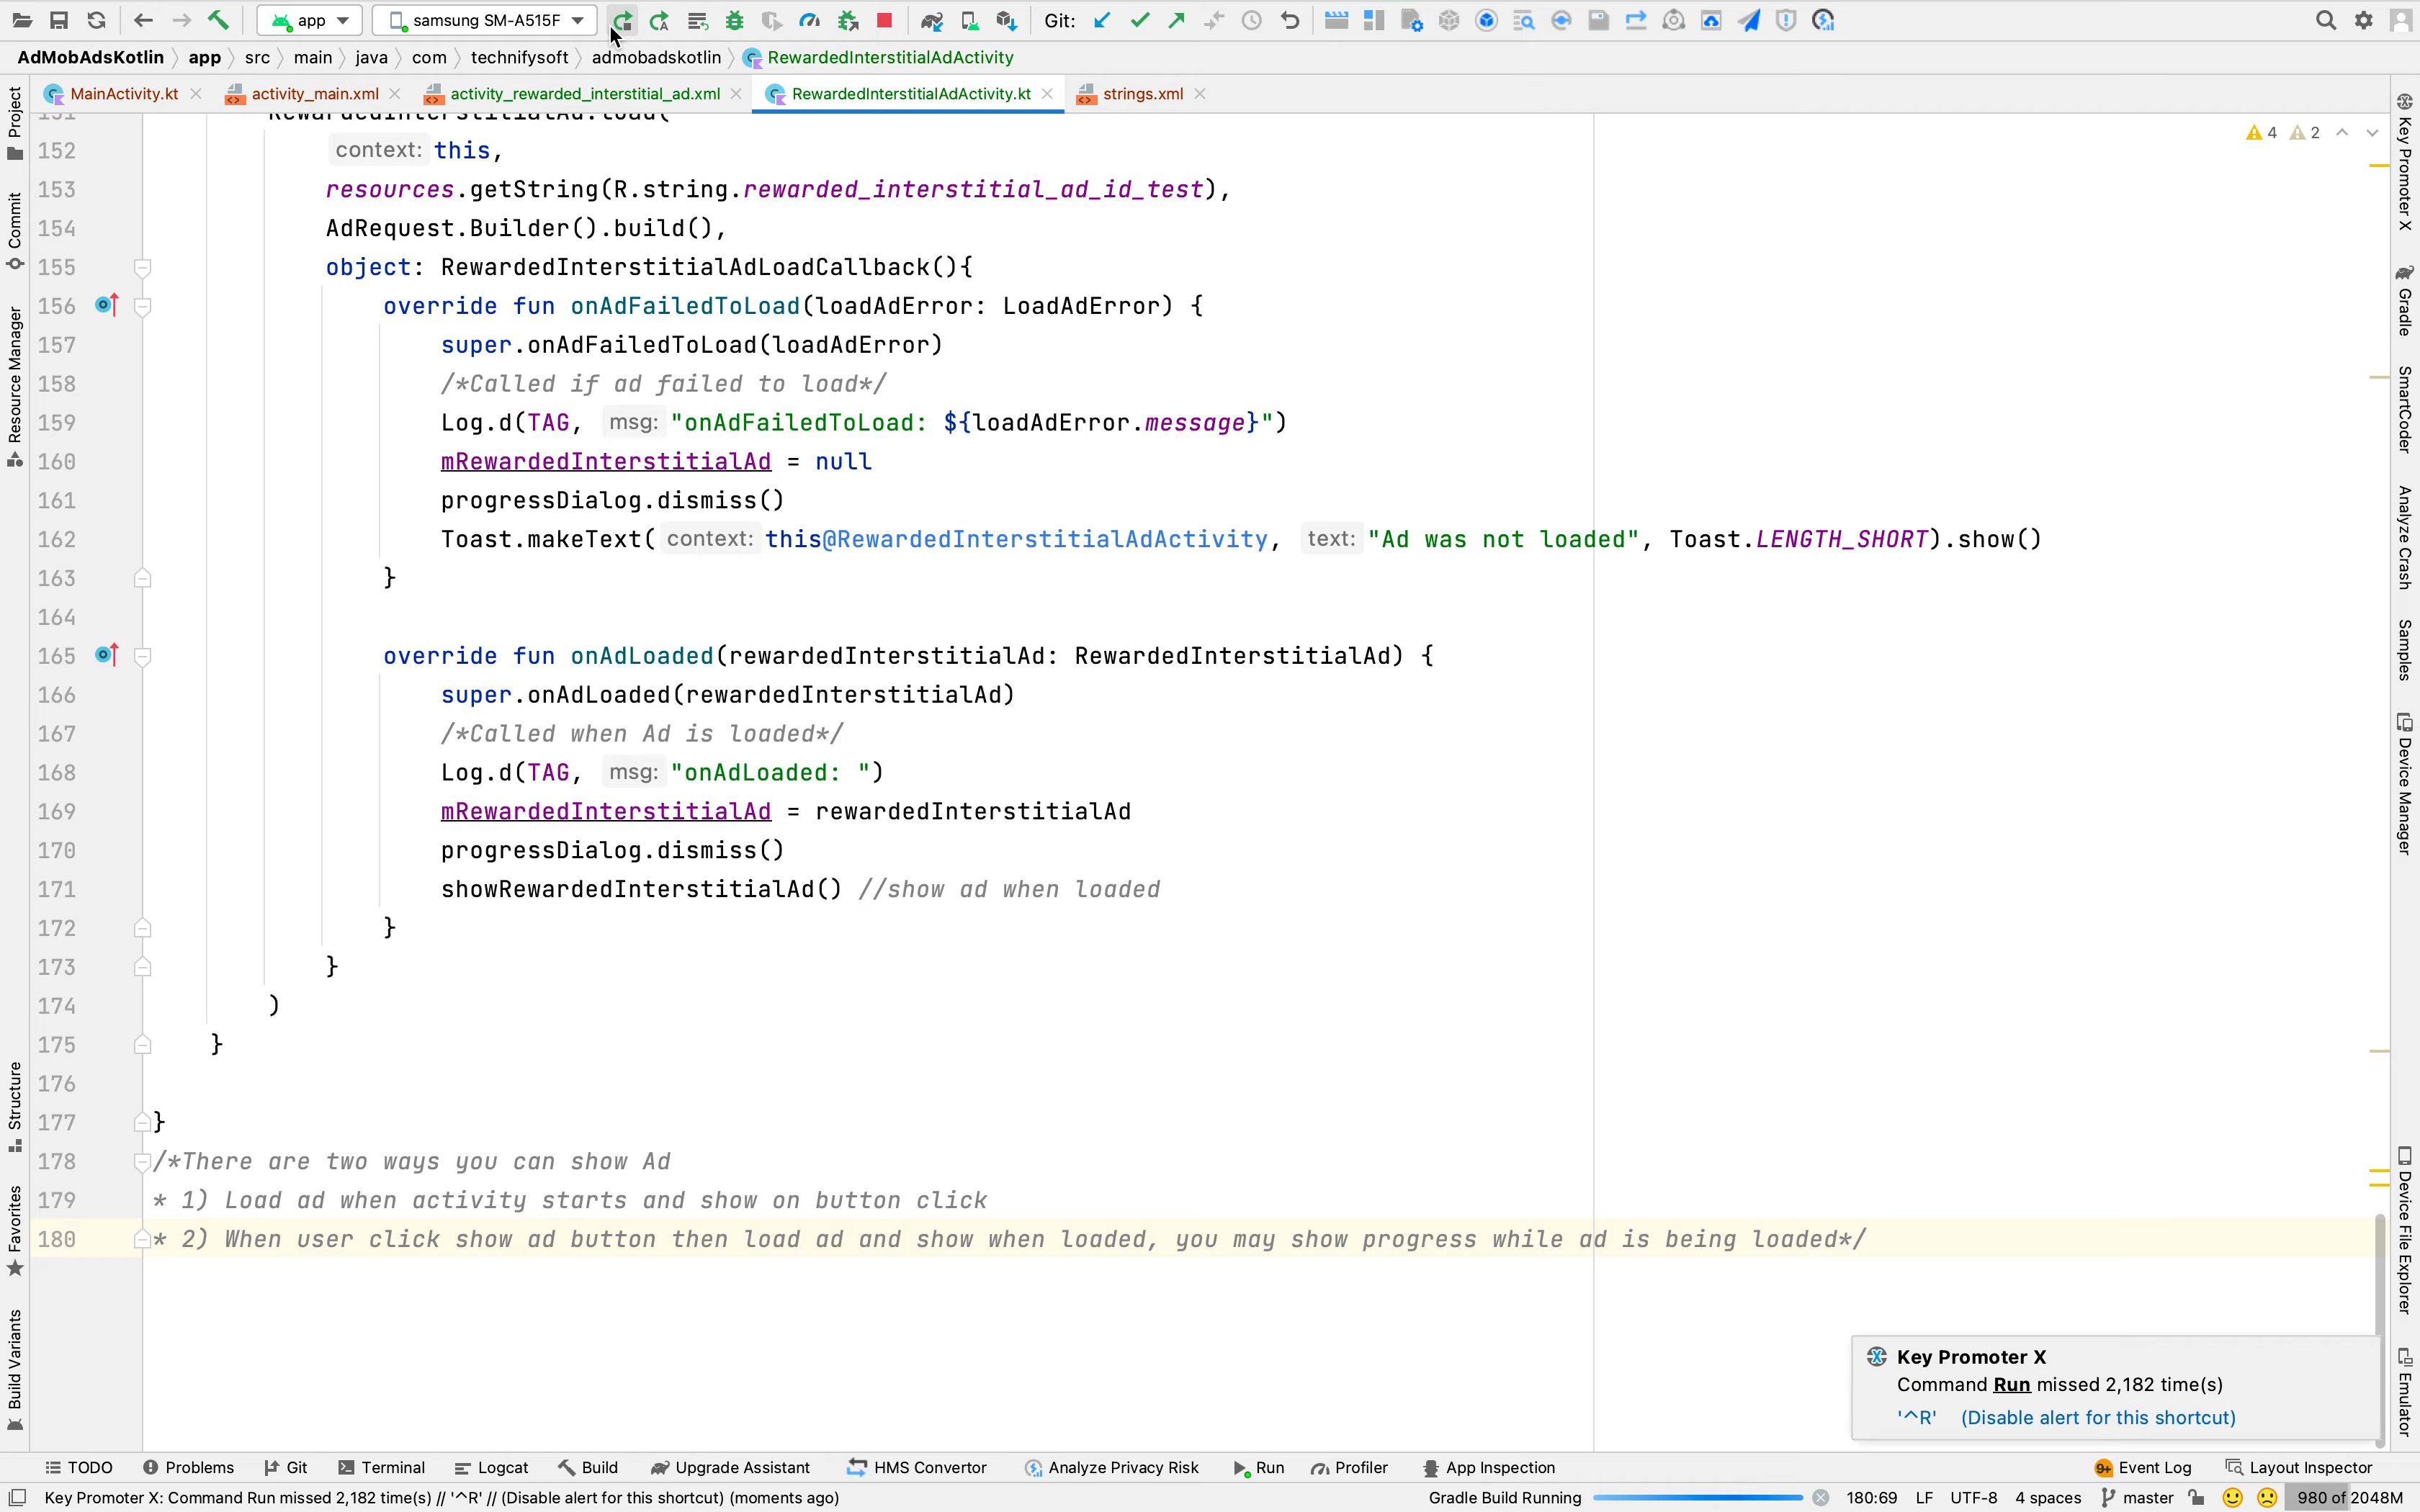 app
samsung SM-A515F
Git:
AdMobAdsKotlin
app
src
main
java
com
technifysoft
admobadskotlin
RewardedInterstitialAdActivity
MainActivity.kt
activity_main.xml
activity_rewarded_interstitial_ad.xml
RewardedInterstitialAdActivity.kt
strings.xml
4
2
151 RewardedInterstitialAd.load(
152 context: this,
153 resources.getString(R.string.rewarded_interstitial_ad_id_test),
154 AdRequest.Builder().build(),
155 object: RewardedInterstitialAdLoadCallback(){
156 override fun onAdFailedToLoad(loadAdError: LoadAdError) {
157 super.onAdFailedToLoad(loadAdError)
158 /*Called if ad failed to load*/
159 Log.d(TAG, msg: "onAdFailedToLoad: ${loadAdError.message}")
160 mRewardedInterstitialAd = null
161 progressDialog.dismiss()
162 Toast.makeText( context: this@RewardedInterstitialAdActivity, text: "Ad was not loaded", Toast.LENGTH_SHORT).show()
163 }
164
165 override fun onAdLoaded(rewardedInterstitialAd: RewardedInterstitialAd) {
166 super.onAdLoaded(rewardedInterstitialAd)
167 /*Called when Ad is loaded*/
168 Log.d(TAG, msg: "onAdLoaded: ")
169 mRewardedInterstitialAd = rewardedInterstitialAd
170 progressDialog.dismiss()
171 showRewardedInterstitialAd() //show ad when loaded
172 }
173 }
174 )
175 }
176
177 }
178 /*There are two ways you can show Ad
179 * 1) Load ad when activity starts and show on button click
180 * 2) When user click show ad button then load ad and show when loaded, you may show progress while ad is being loaded*/
Project
Commit
Resource Manager
Structure
Favorites
Build Variants
Key Promoter X
Gradle
SmartCoder
Analyze Crash
Samples
Device Manager
Device File Explorer
Emulator
Key Promoter X
Command Run missed 2,182 time(s)
'^R' (Disable alert for this shortcut)
TODO
Problems
Git
Terminal
Logcat
Build
Upgrade Assistant
HMS Convertor
Analyze Privacy Risk
Run
Profiler
App Inspection
9+ Event Log
Layout Inspector
Key Promoter X: Command Run missed 2,182 time(s) // '^R' // (Disable alert for this shortcut) (moments ago)
Gradle Build Running
180:69
LF
UTF-8
4 spaces
master
980 of 2048M